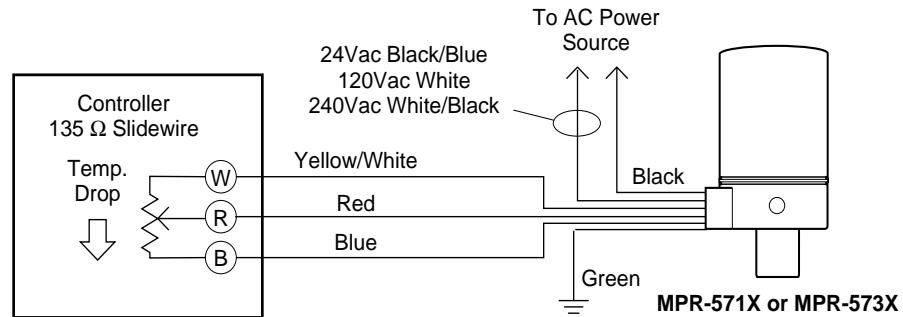 To AC Power
Source
24Vac Black/Blue
120Vac White
240Vac White/Black
Controller
135 Ω Slidewire
Temp.
Drop
W
R
B
Yellow/White
Red
Blue
Black
Green
MPR-571X or MPR-573X